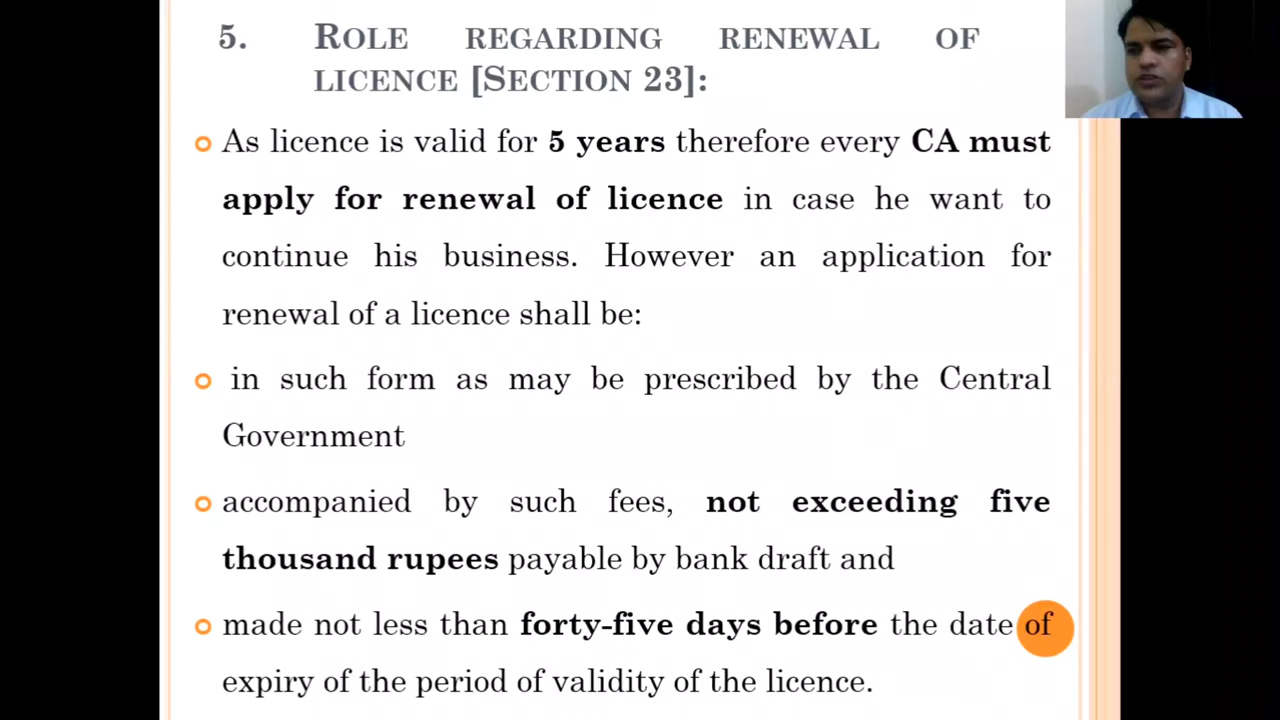 5. ROLE REGARDING RENEWAL OF
LICENCE [SECTION 23]:
As licence is valid for 5 years therefore every CA must
apply for renewal of licence in case he want to
continue his business. However an application for
renewal of a licence shall be:
in such form as may be prescribed by the Central
Government
accompanied by such fees, not exceeding five
thousand rupees payable by bank draft and
made not less than forty-five days before the date of
expiry of the period of validity of the licence.